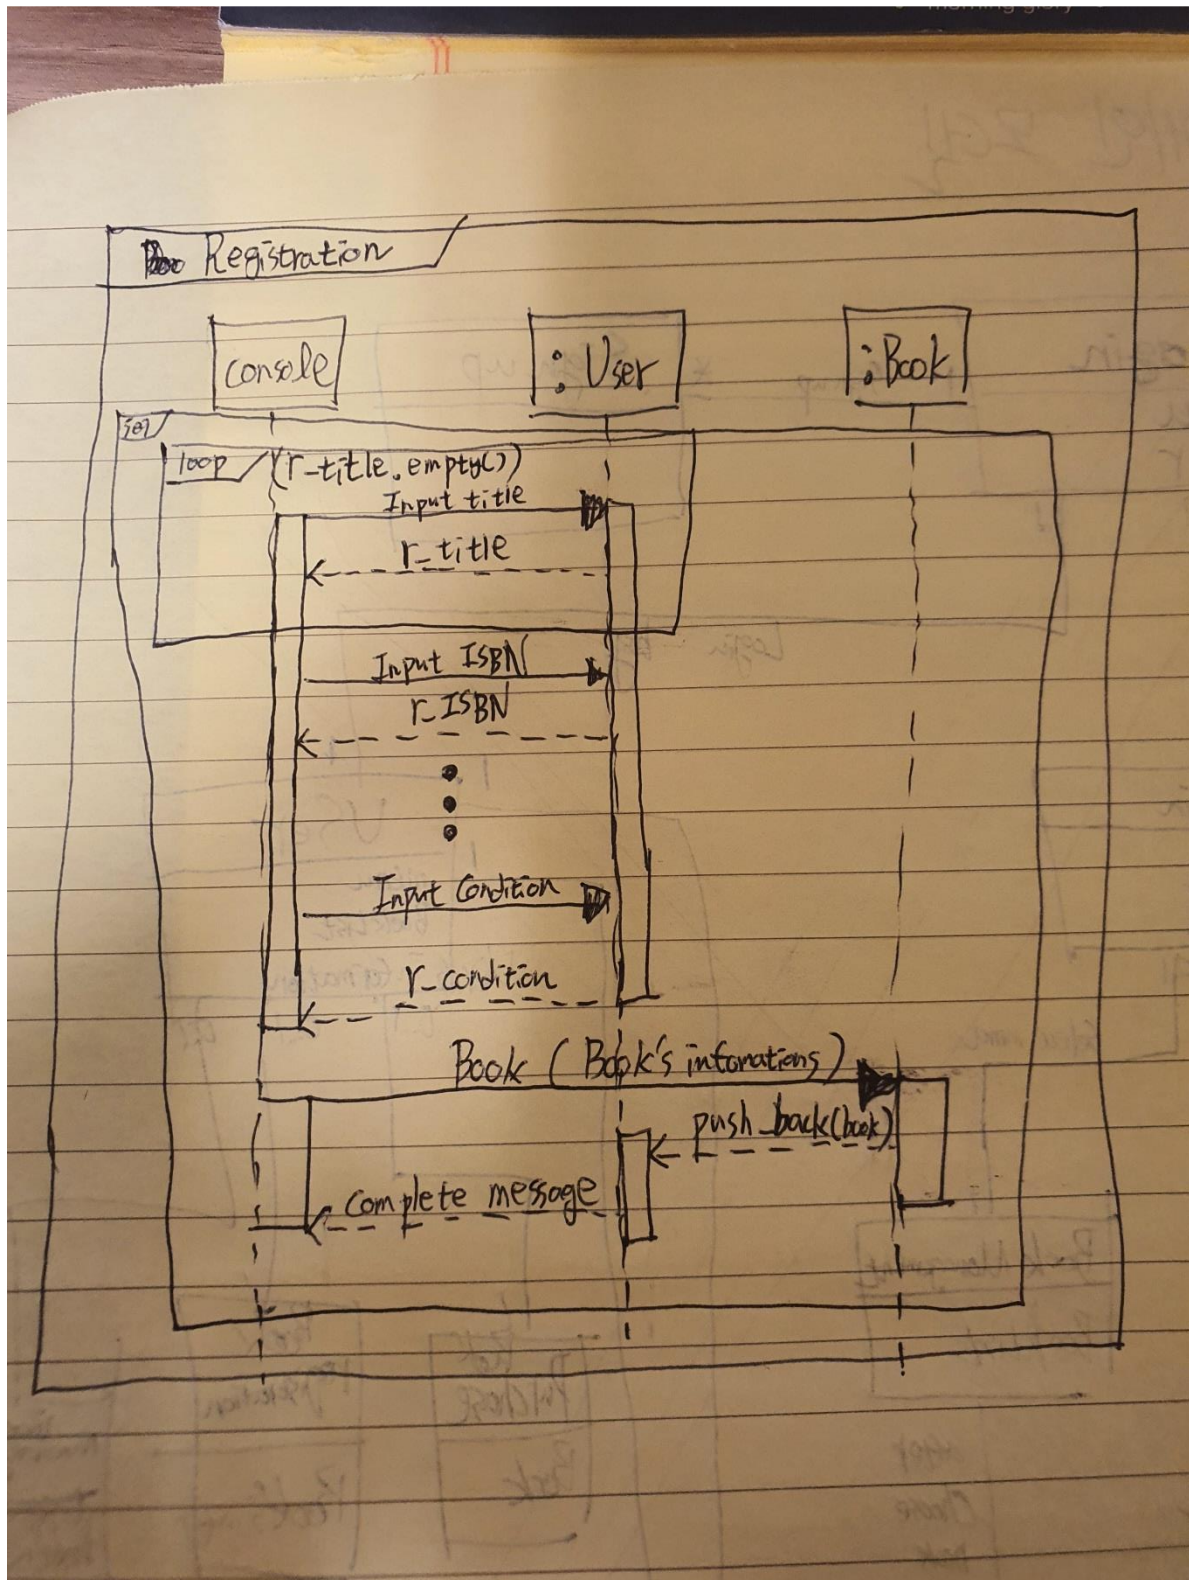 Registration
console
: User
: Book
seq
loop (r_title.empty())
Input title
r_title
Input ISBN
r_ISBN
Input Condition
r_condition
Book ( Book's infomations )
push_back(book)
Complete message